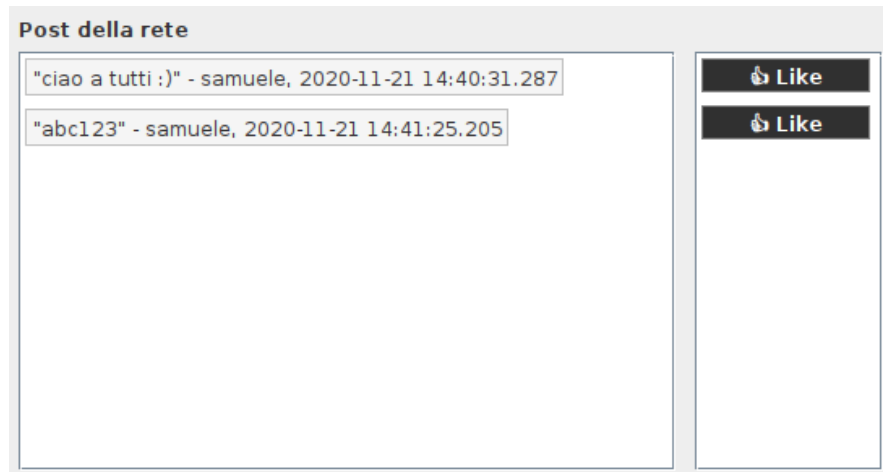 Post della rete
"ciao a tutti :)" - samuele, 2020-11-21 14:40:31.287
👍 Like
"abc123" - samuele, 2020-11-21 14:41:25.205
👍 Like